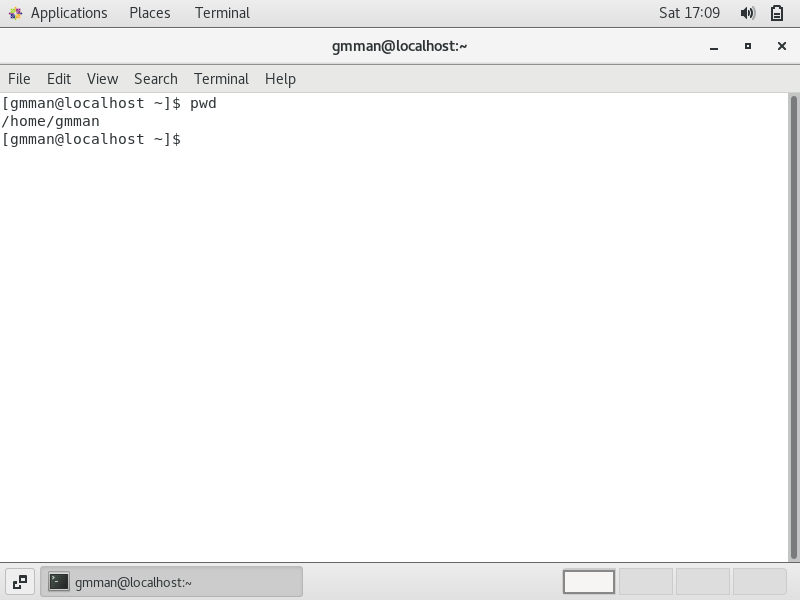 Applications Places Terminal Sat 17:09
gmman@localhost:~
File Edit View Search Terminal Help
[gmman@localhost ~]$ pwd
/home/gmman
[gmman@localhost ~]$
gmman@localhost:~